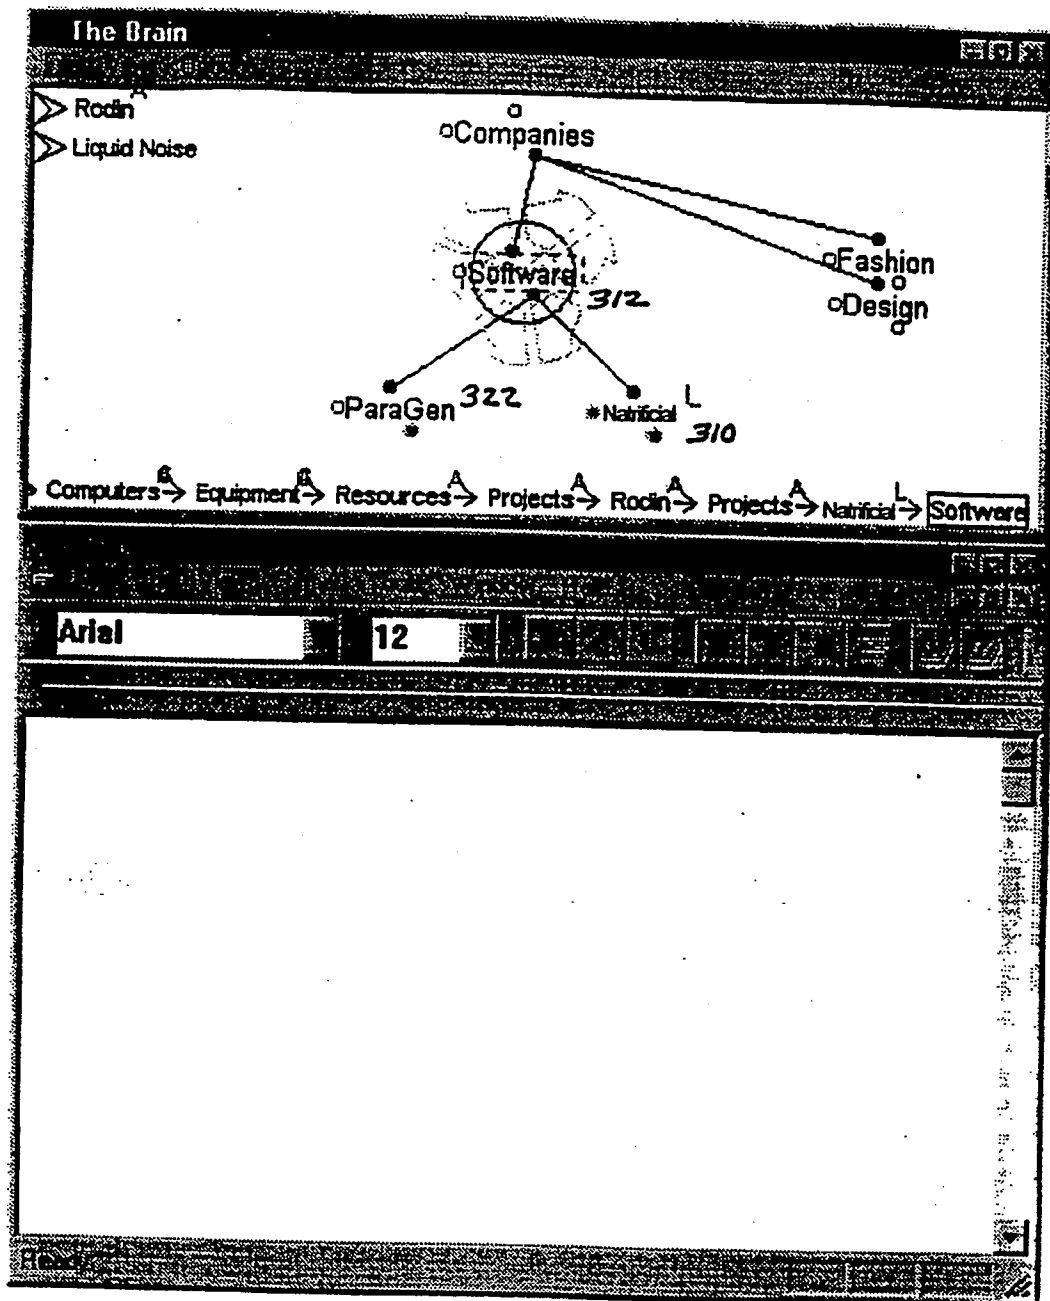 The Brain
Rodin A
Liquid Noise
Companies
Fashion
Software
312
Design
ParaGen 322
Natrificial L
310
Computers Equipment Resources A Projects A Rodin A Projects A Natrificial L Software
Arial 12
Ready